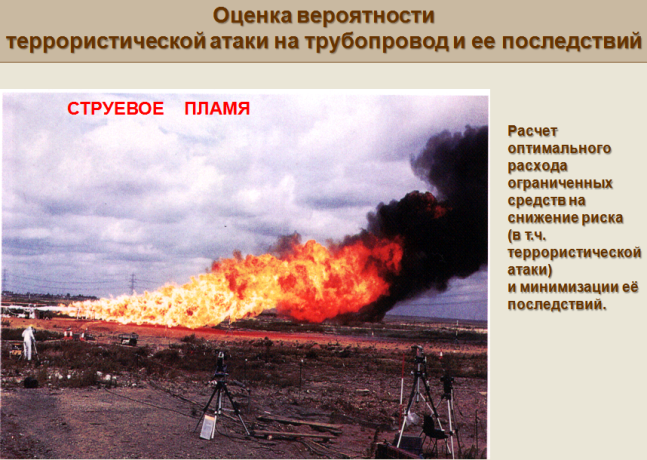 Оценка вероятности
террористической атаки на трубопровод и ее последствий
СТРУЕВОЕ ПЛАМЯ
Расчет
оптимального
расхода
ограниченных
средств на
снижение риска
(в т.ч.
террористической
атаки)
и минимизации её
последствий.